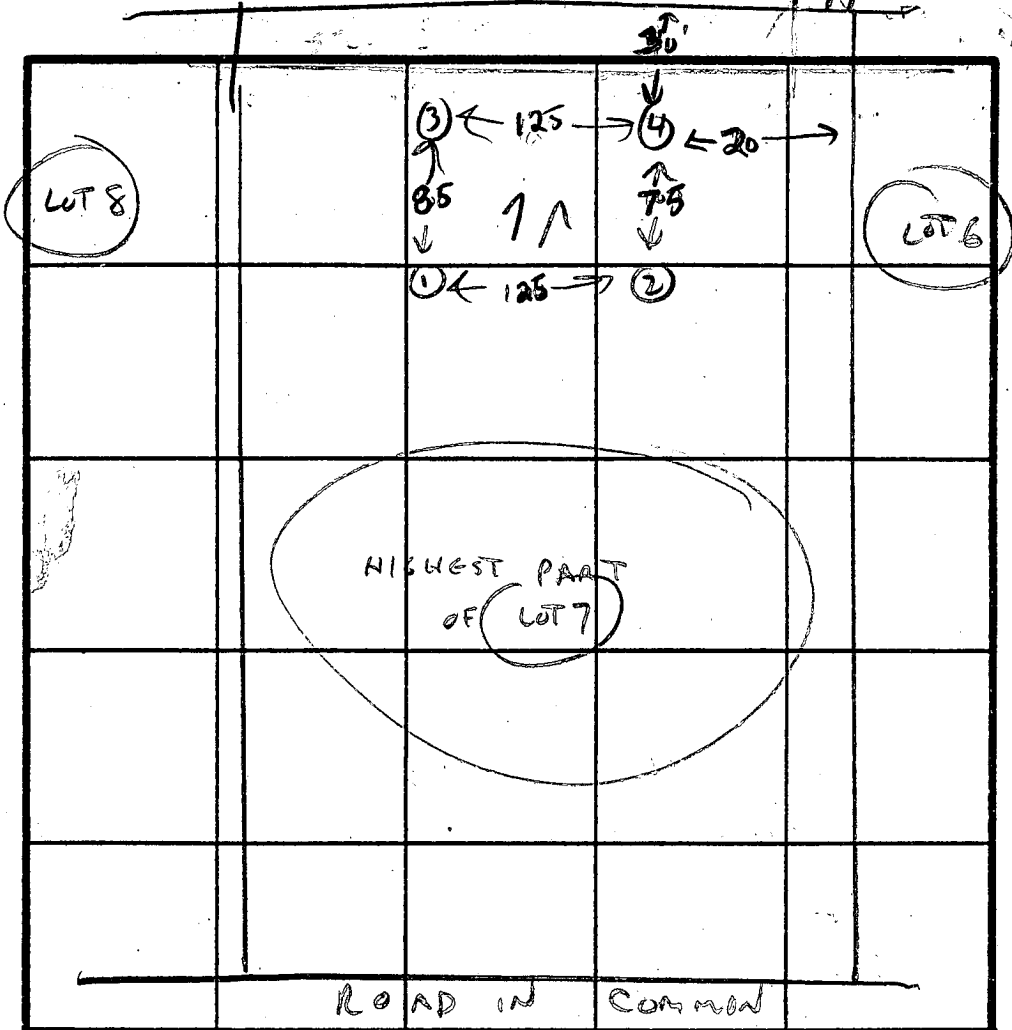 30'
③ ← 125 → ④ ← 20 →
LOT 8
85
75
LOT 6
① ← 125 → ②
HIGHEST PART
OF LOT 7
ROAD IN COMMON